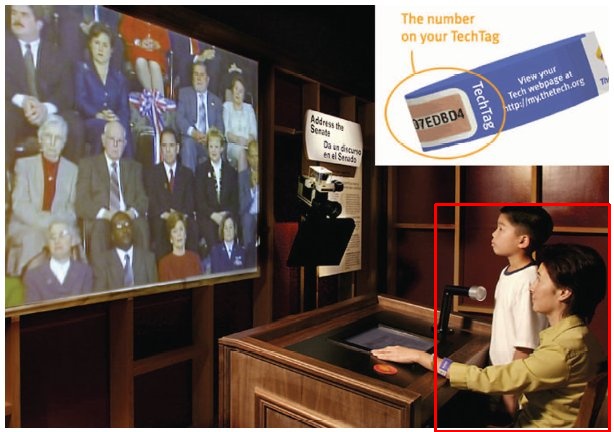 The number
on your TechTag
87EDBD4
TechTag
View your
Tech webpage at
http://my.thetech.org
Address the
Senate
Da un discurso
en el Senado